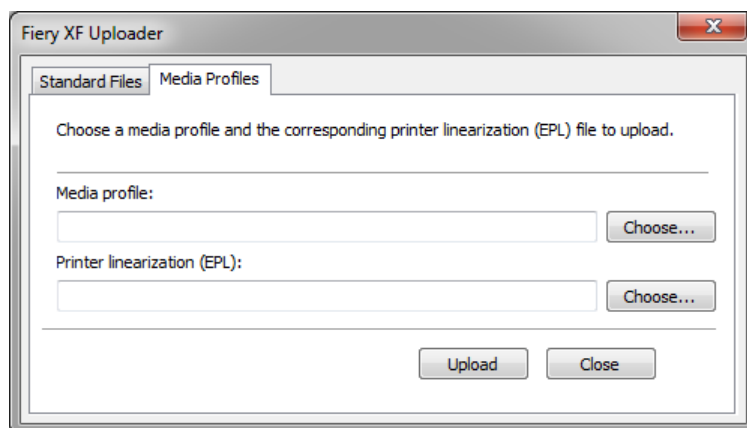 Fiery XF Uploader
Standard Files Media Profiles
Choose a media profile and the corresponding printer linearization (EPL) file to upload.
Media profile:
Choose...
Printer linearization (EPL):
Choose...
Upload Close